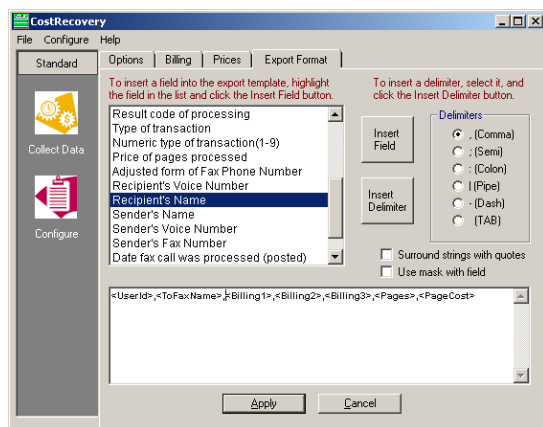 CostRecovery
File Configure Help
Standard
Collect Data
Configure
Options Billing Prices Export Format
To insert a field into the export template, highlight
the field in the list and click the Insert Field button.
To insert a delimiter, select it, and
click the Insert Delimiter button.
Result code of processing
Type of transaction
Numeric type of transaction(1-9)
Price of pages processed
Adjusted form of Fax Phone Number
Recipient's Voice Number
Recipient's Name
Sender's Name
Sender's Voice Number
Sender's Fax Number
Date fax call was processed (posted)
Insert
Field
Insert
Delimiter
Delimiters
, (Comma)
; (Semi)
: (Colon)
| (Pipe)
- (Dash)
(TAB)
Surround strings with quotes
Use mask with field
<UserId>,<ToFaxName>,<Billing1>,<Billing2>,<Billing3>,<Pages>,<PageCost>
Apply Cancel